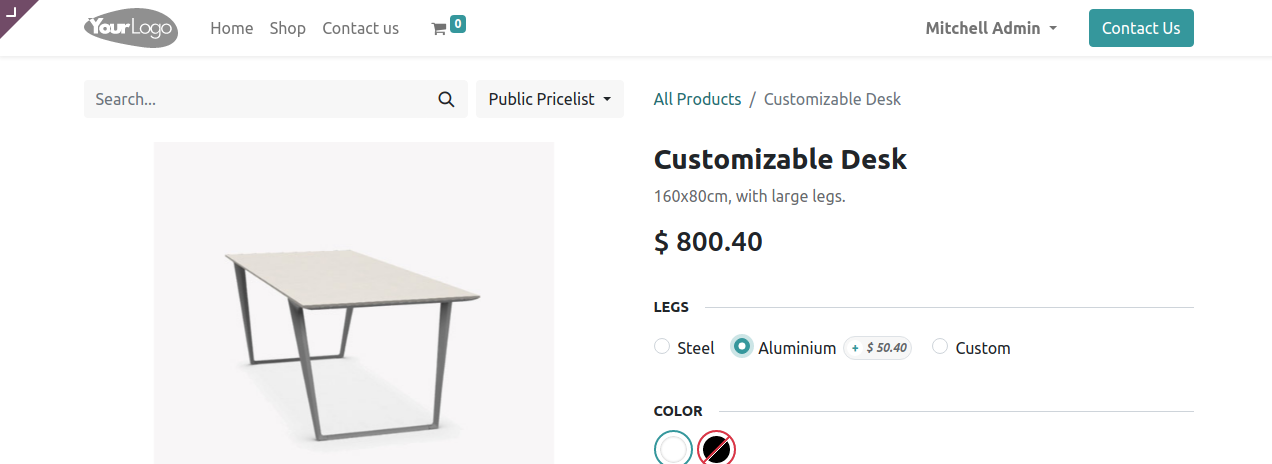 YourLogo Home Shop Contact us 0 Mitchell Admin Contact Us
Search... Public Pricelist All Products / Customizable Desk
Customizable Desk
160x80cm, with large legs.
$ 800.40
LEGS
Steel Aluminium + $ 50.40 Custom
COLOR